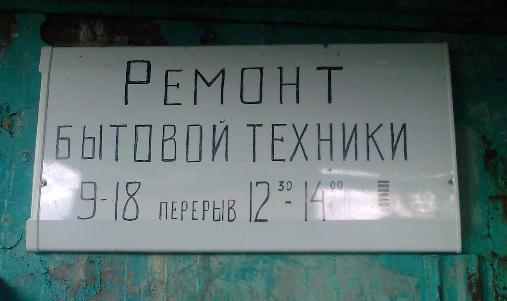 Ремонт
бытовой техники
9-18 перерыв 12³⁰-14⁰⁰